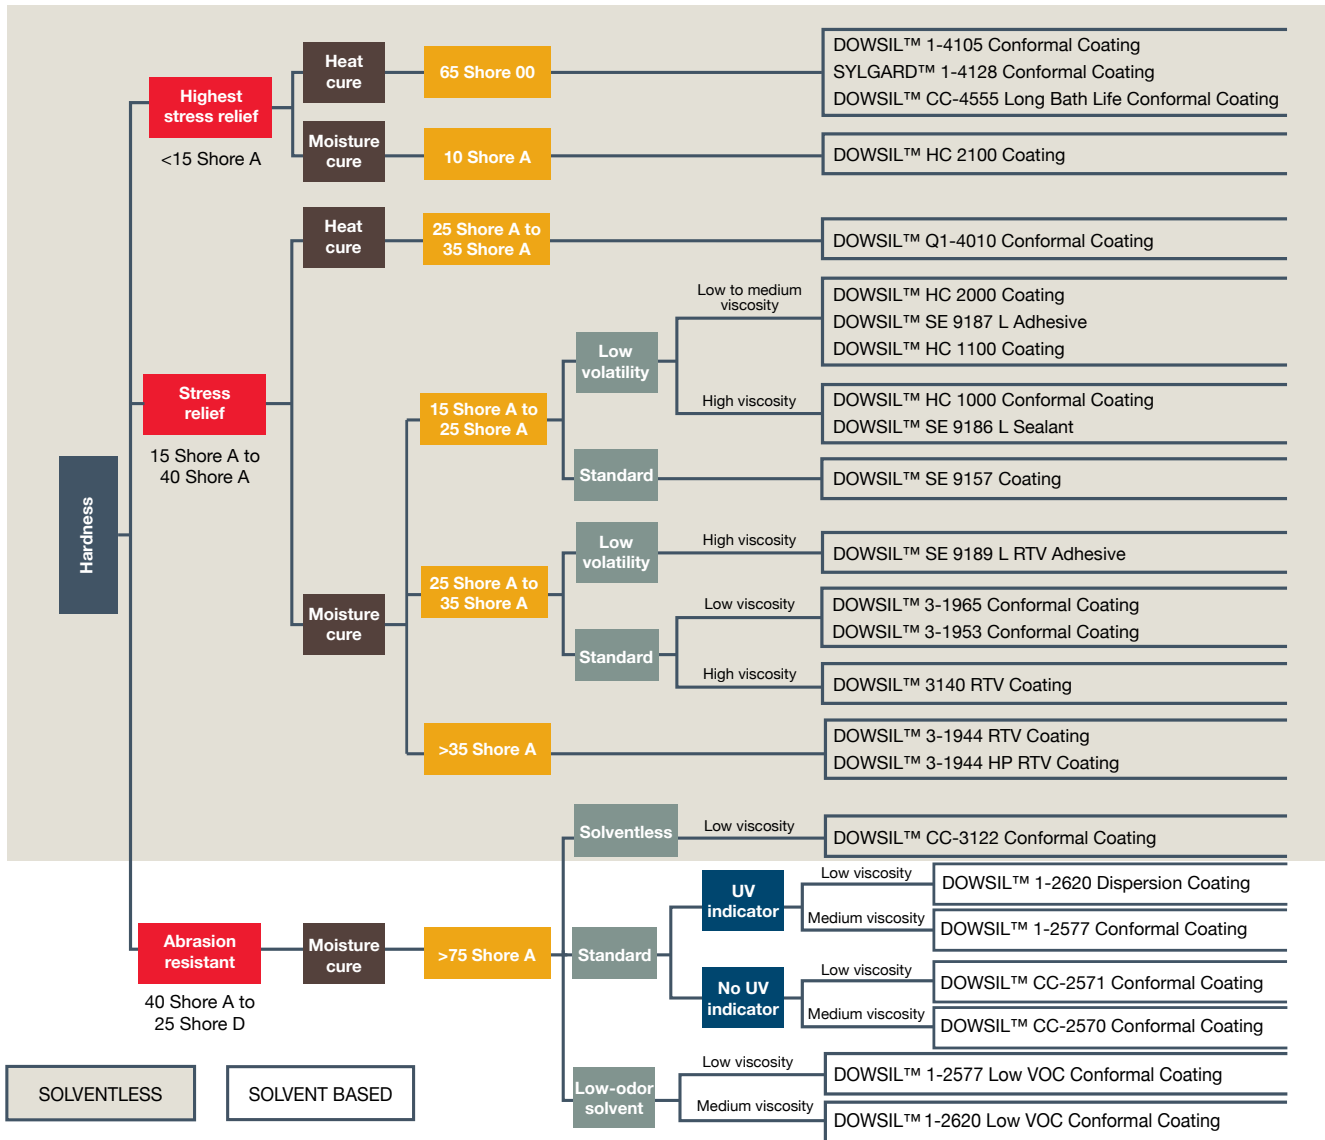 Hardness
Highest
stress relief
<15 Shore A
Heat
cure
65 Shore 00
DOWSIL™ 1-4105 Conformal Coating
SYLGARD™ 1-4128 Conformal Coating
DOWSIL™ CC-4555 Long Bath Life Conformal Coating
Moisture
cure
10 Shore A
DOWSIL™ HC 2100 Coating
Stress
relief
15 Shore A to
40 Shore A
Heat
cure
25 Shore A to
35 Shore A
DOWSIL™ Q1-4010 Conformal Coating
Moisture
cure
15 Shore A to
25 Shore A
Low
volatility
Low to medium
viscosity
DOWSIL™ HC 2000 Coating
DOWSIL™ SE 9187 L Adhesive
DOWSIL™ HC 1100 Coating
High viscosity
DOWSIL™ HC 1000 Conformal Coating
DOWSIL™ SE 9186 L Sealant
Standard
DOWSIL™ SE 9157 Coating
25 Shore A to
35 Shore A
Low
volatility
High viscosity
DOWSIL™ SE 9189 L RTV Adhesive
Standard
Low viscosity
DOWSIL™ 3-1965 Conformal Coating
DOWSIL™ 3-1953 Conformal Coating
High viscosity
DOWSIL™ 3140 RTV Coating
>35 Shore A
DOWSIL™ 3-1944 RTV Coating
DOWSIL™ 3-1944 HP RTV Coating
Abrasion
resistant
40 Shore A to
25 Shore D
Moisture
cure
>75 Shore A
Solventless
Low viscosity
DOWSIL™ CC-3122 Conformal Coating
Standard
UV
indicator
Low viscosity
DOWSIL™ 1-2620 Dispersion Coating
Medium viscosity
DOWSIL™ 1-2577 Conformal Coating
No UV
indicator
Low viscosity
DOWSIL™ CC-2571 Conformal Coating
Medium viscosity
DOWSIL™ CC-2570 Conformal Coating
Low-odor
solvent
Low viscosity
DOWSIL™ 1-2577 Low VOC Conformal Coating
Medium viscosity
DOWSIL™ 1-2620 Low VOC Conformal Coating
SOLVENTLESS
SOLVENT BASED